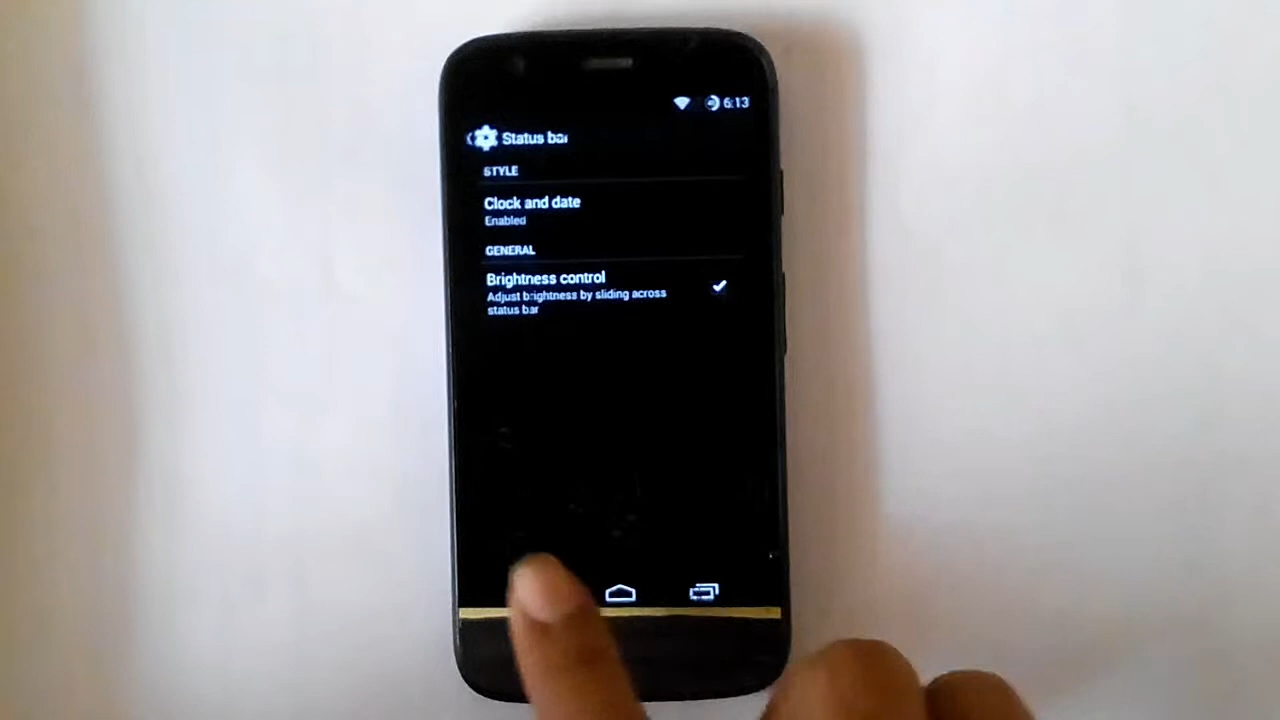 6:13
Status bar
STYLE
Clock and date
Enabled
GENERAL
Brightness control
Adjust brightness by sliding across
status bar